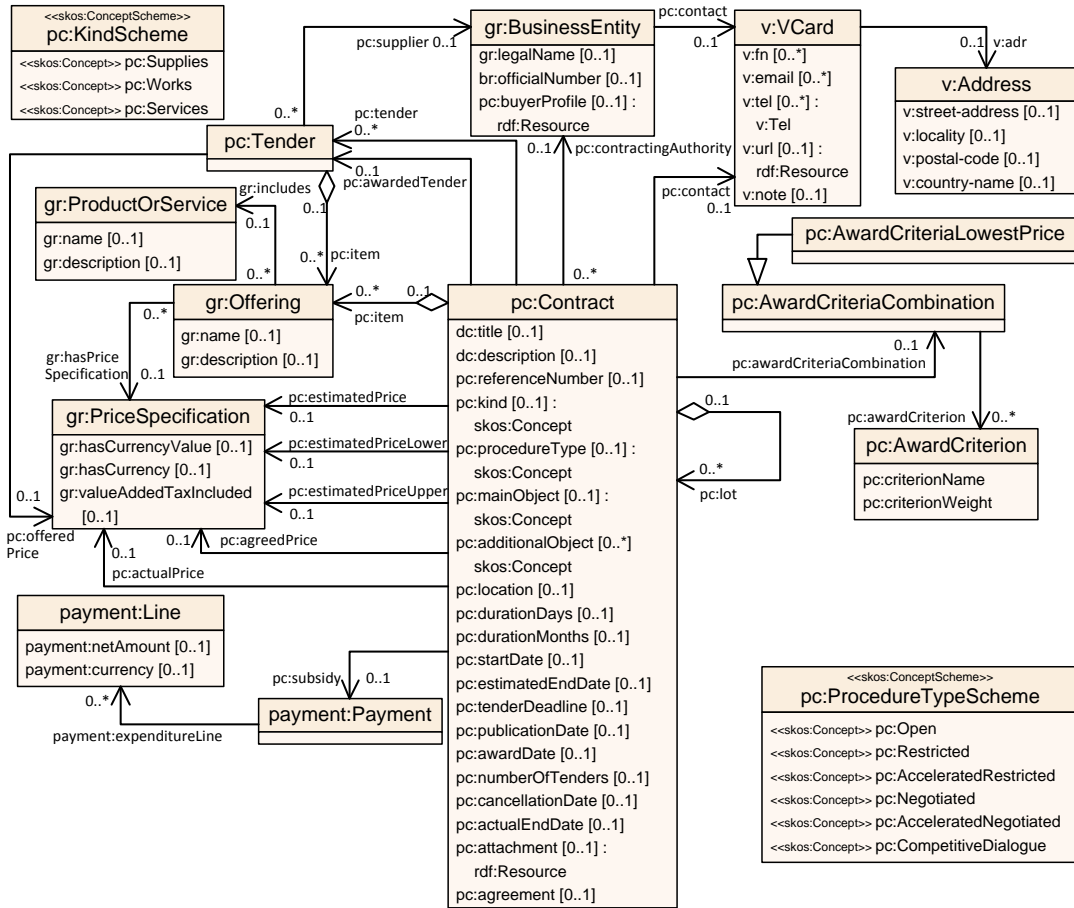 <<skos:ConceptScheme>>
pc:KindScheme
<<skos:Concept>> pc:Supplies
<<skos:Concept>> pc:Works
<<skos:Concept>> pc:Services
pc:supplier 0..1
0..*
gr:BusinessEntity
gr:legalName [0..1]
br:officialNumber [0..1]
pc:buyerProfile [0..1] :
rdf:Resource
pc:contact
0..1
v:VCard
v:fn [0..*]
v:email [0..*]
v:tel [0..*] :
v:Tel
v:url [0..1] :
rdf:Resource
v:note [0..1]
0..1 v:adr
v:Address
v:street-address [0..1]
v:locality [0..1]
v:postal-code [0..1]
v:country-name [0..1]
pc:Tender
pc:tender
0..*
0..1
pc:awardedTender
0..1
pc:contractingAuthority
0..1
0..*
pc:contact
0..1
gr:includes
0..1
0..*
gr:ProductOrService
gr:name [0..1]
gr:description [0..1]
0..*
pc:item
pc:AwardCriteriaLowestPrice
pc:AwardCriteriaCombination
gr:Offering
gr:name [0..1]
gr:description [0..1]
0..*
0..1
pc:item
0..*
gr:hasPrice
Specification
0..1
pc:Contract
dc:title [0..1]
dc:description [0..1]
pc:referenceNumber [0..1]
pc:kind [0..1] :
skos:Concept
pc:procedureType [0..1] :
skos:Concept
pc:mainObject [0..1] :
skos:Concept
pc:additionalObject [0..*]
skos:Concept
pc:location [0..1]
pc:durationDays [0..1]
pc:durationMonths [0..1]
pc:startDate [0..1]
pc:estimatedEndDate [0..1]
pc:tenderDeadline [0..1]
pc:publicationDate [0..1]
pc:awardDate [0..1]
pc:numberOfTenders [0..1]
pc:cancellationDate [0..1]
pc:actualEndDate [0..1]
pc:attachment [0..1] :
rdf:Resource
pc:agreement [0..1]
0..1
pc:awardCriteriaCombination
0..1
0..*
pc:lot
pc:awardCriterion
0..*
pc:AwardCriterion
pc:criterionName
pc:criterionWeight
gr:PriceSpecification
gr:hasCurrencyValue [0..1]
gr:hasCurrency [0..1]
gr:valueAddedTaxIncluded
[0..1]
pc:estimatedPrice
0..1
pc:estimatedPriceLower
0..1
pc:estimatedPriceUpper
0..1
0..1
pc:offered
Price
0..1
pc:agreedPrice
0..1
pc:actualPrice
payment:Line
payment:netAmount [0..1]
payment:currency [0..1]
0..*
payment:expenditureLine
pc:subsidy
0..1
payment:Payment
<<skos:ConceptScheme>>
pc:ProcedureTypeScheme
<<skos:Concept>> pc:Open
<<skos:Concept>> pc:Restricted
<<skos:Concept>> pc:AcceleratedRestricted
<<skos:Concept>> pc:Negotiated
<<skos:Concept>> pc:AcceleratedNegotiated
<<skos:Concept>> pc:CompetitiveDialogue